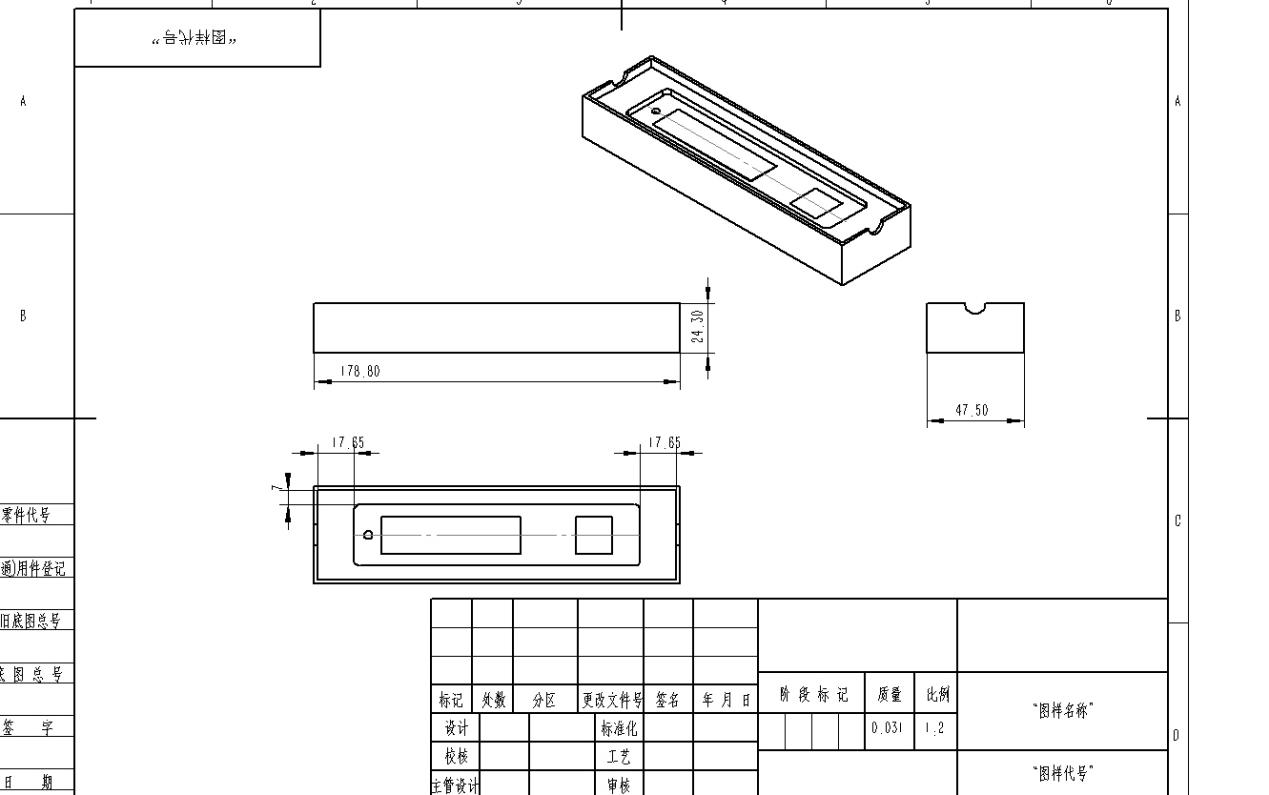 “图样代号”
A
A
24.30
B
B
178.80
47.50
17.65
17.65
7
零件代号
C
通)用件登记
旧底图总号
底图总号
标记
处数
分区
更改文件号
签名
年月日
阶段标记
质量
比例
“图样名称”
签字
设计
标准化
0.031
1:2
D
校核
工艺
“图样代号”
日期
主管设计
审核